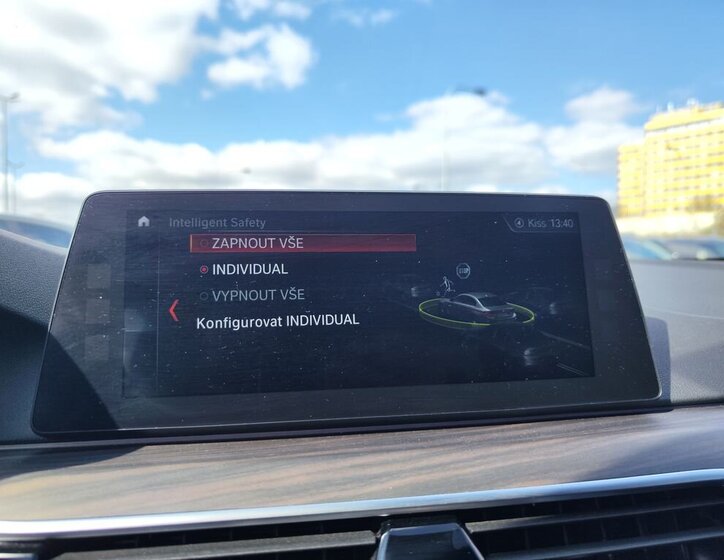 Intelligent Safety
Kiss 13:40
ZAPNOUT VŠE
INDIVIDUAL
VYPNOUT VŠE
Konfigurovat INDIVIDUAL